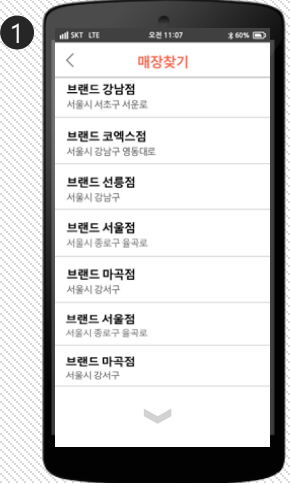 1
SKT LTE 오전 11:07 60%
매장찾기
브랜드 강남점
서울시 서초구 서운로
브랜드 코엑스점
서울시 강남구 영동대로
브랜드 선릉점
서울시 강남구
브랜드 서울점
서울시 종로구 율곡로
브랜드 마곡점
서울시 강서구
브랜드 서울점
서울시 종로구 율곡로
브랜드 마곡점
서울시 강서구